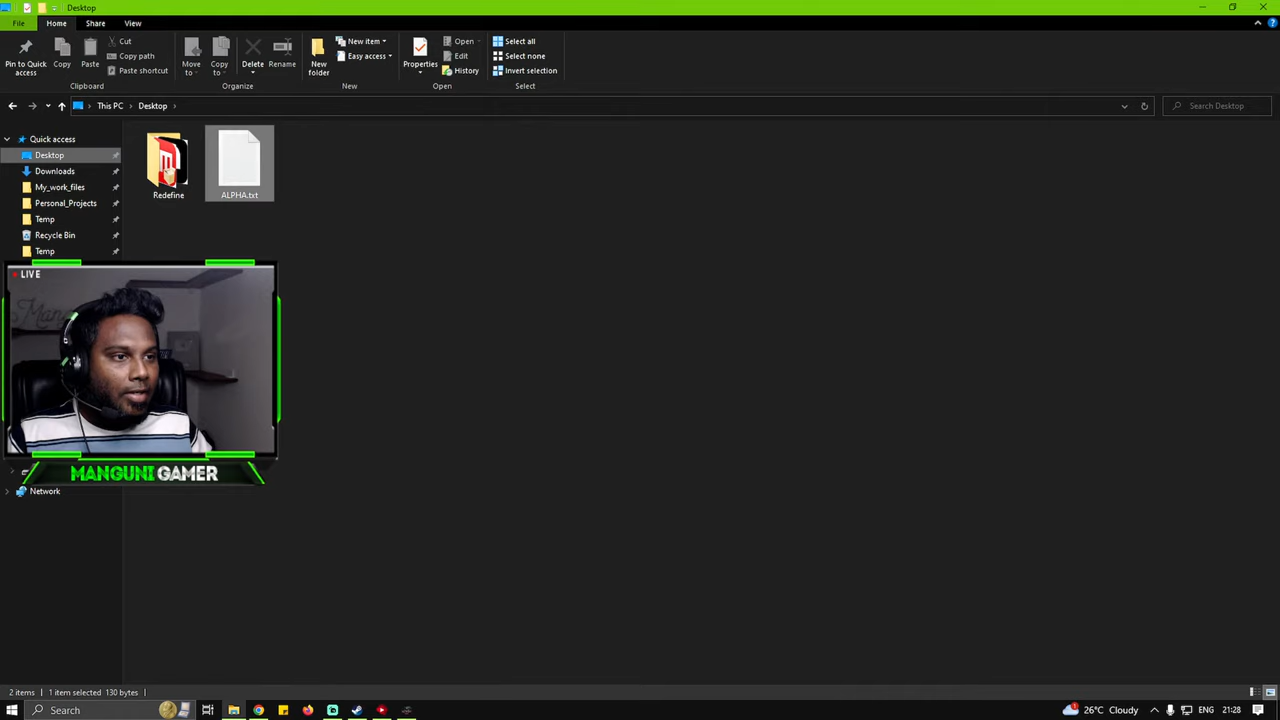 Desktop
File Home Share View
Pin to Quick access
Copy
Paste
Cut
Copy path
Paste shortcut
Clipboard
Move to
Copy to
Delete
Rename
Organize
New folder
New item
Easy access
New
Properties
Open
Edit
History
Open
Select all
Select none
Invert selection
Select
This PC > Desktop >
Search Desktop
Quick access
Desktop
Downloads
My_work_files
Personal_Projects
Temp
Recycle Bin
Temp
Redefine
ALPHA.txt
LIVE
MANGUNI GAMER
Network
2 items 1 item selected 130 bytes
Search
26°C Cloudy
ENG
21:28